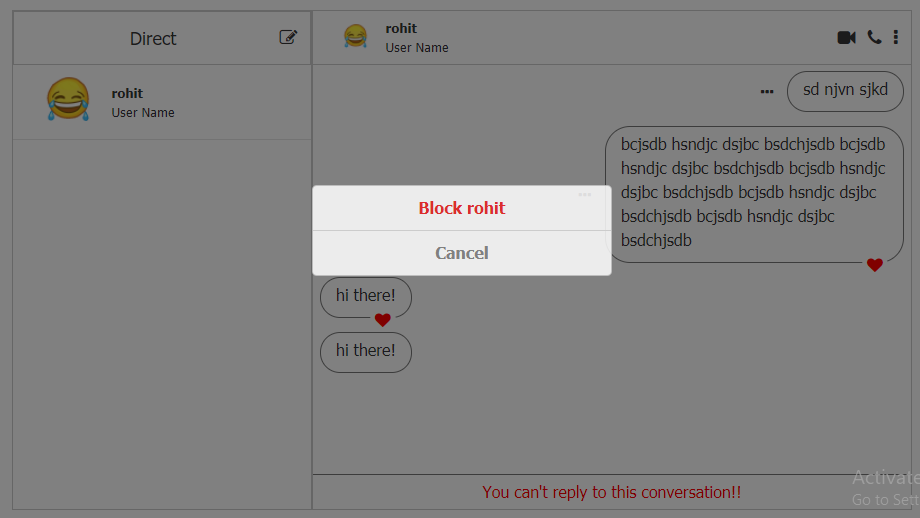 Direct
rohit
User Name
rohit
User Name
sd njvn sjkd
bcjsdb hsndjc dsjbc bsdchjsdb bcjsdb
hsndjc dsjbc bsdchjsdb bcjsdb hsndjc
dsjbc bsdchjsdb bcjsdb hsndjc dsjbc
bsdchjsdb bcjsdb hsndjc dsjbc
bsdchjsdb
Block rohit
Cancel
hi there!
hi there!
You can't reply to this conversation!!
Activate
Go to Sett